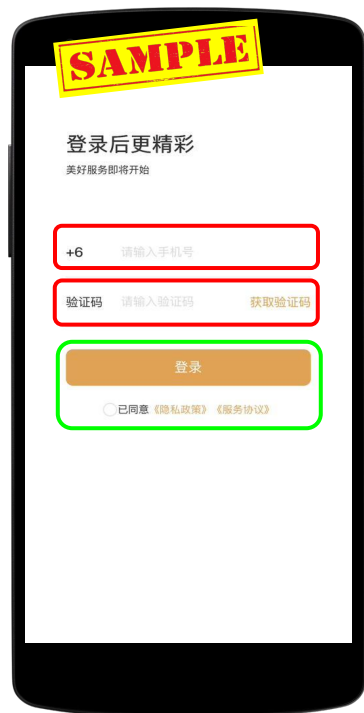 SAMPLE
登录后更精彩
美好服务即将开始
+6 请输入手机号
验证码 请输入验证码 获取验证码
登录
已同意《隐私政策》《服务协议》